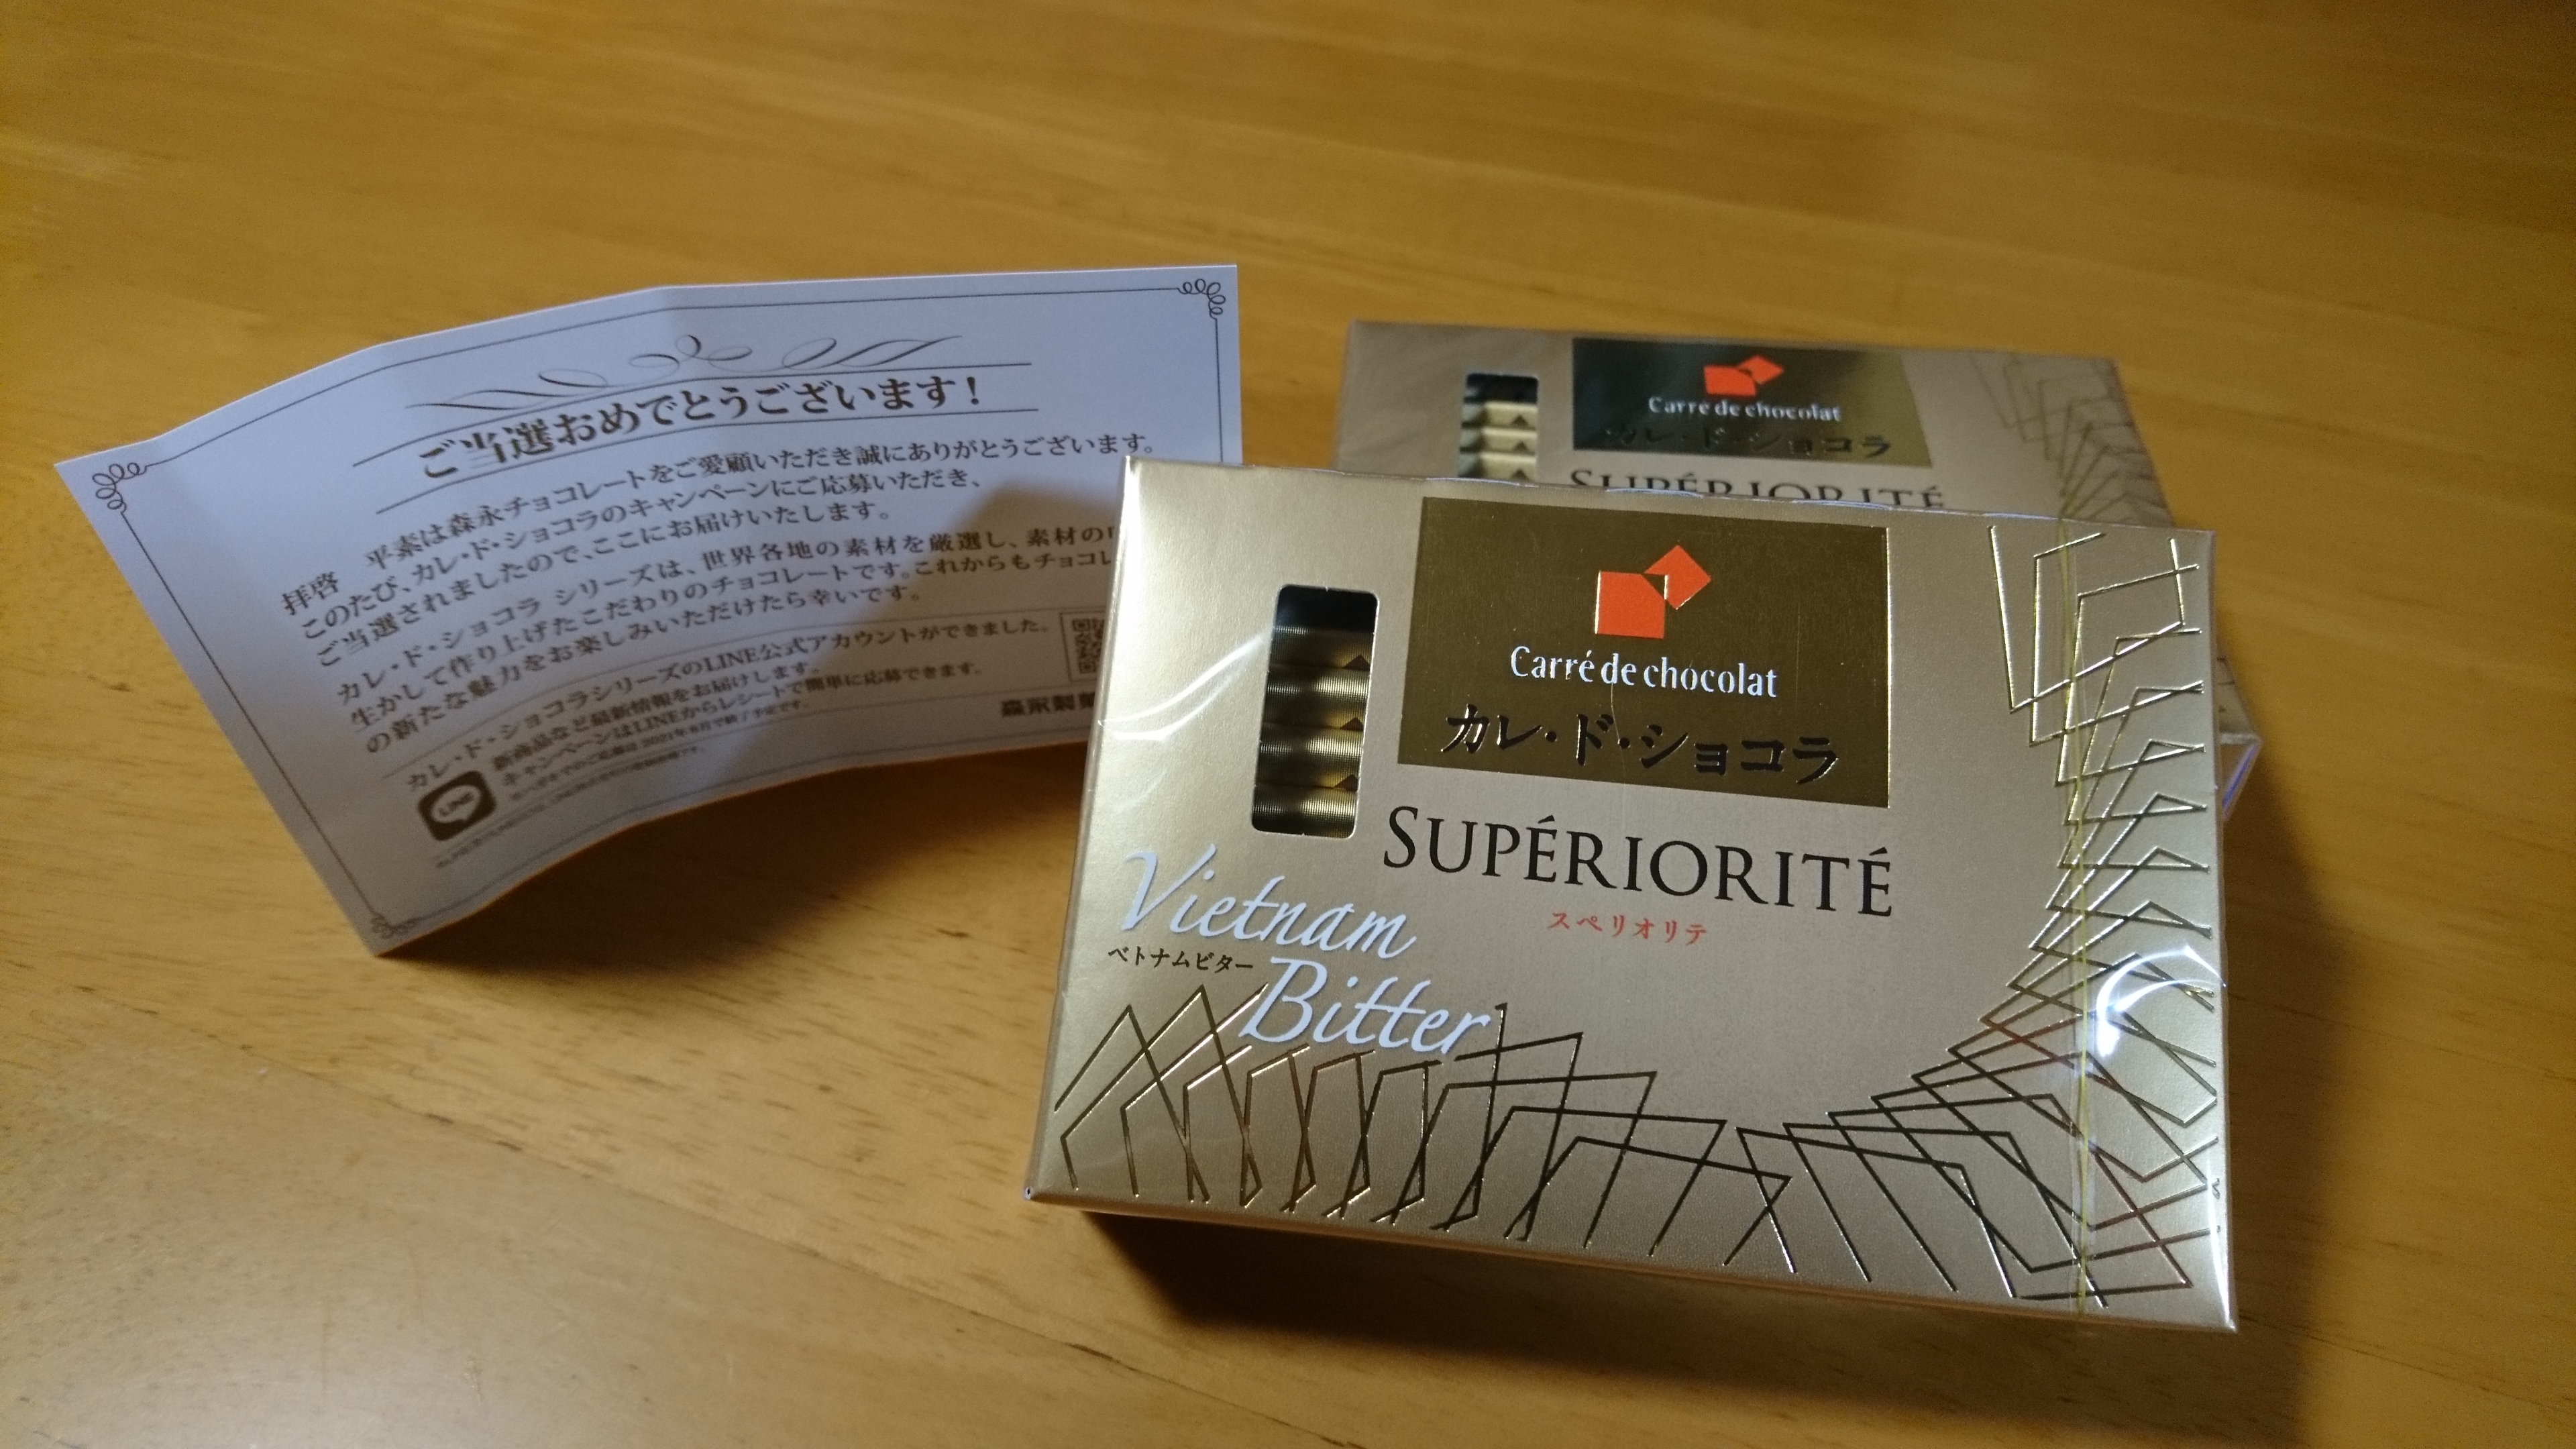 ご当選おめでとうございます！
拝啓 平素は森永チョコレートをご愛顧いただき誠にありがとうございます。
このたび、カレ・ド・ショコラのキャンペーンにご応募いただき、
ご当選されましたので、ここにお届けいたします。
カレ・ド・ショコラ シリーズは、世界各地の素材を厳選し、素材の
生かして作り上げたこだわりのチョコレートです。これからもチョコレ
の新たな魅力をお楽しみいただけたら幸いです。
カレ・ド・ショコラシリーズのLINE公式アカウントができました。
新商品など最新情報をお届けします。
キャンペーンはLINEからレシートで簡単に応募できます。
LINE
森永製菓
Carré de chocolat
カレ・ド・ショコラ
SUPÉRIORITÉ
Carré de chocolat
カレ・ド・ショコラ
SUPÉRIORITÉ
スペリオリテ
Vietnam
ベトナムビター
Bitter